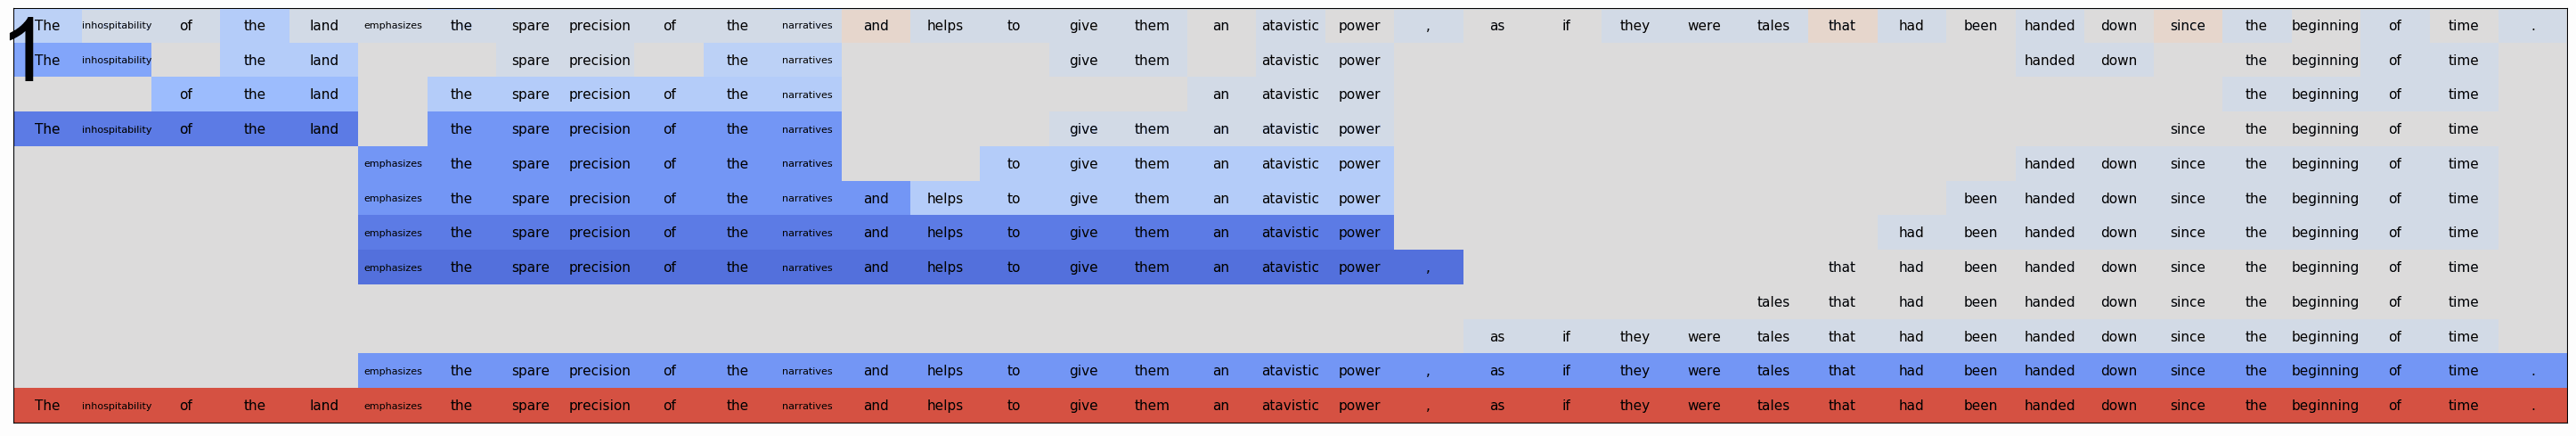 1
The inhospitability of the land emphasizes the spare precision of the narratives and helps to give them an atavistic power , as if they were tales that had been handed down since the beginning of time .
The inhospitability the land spare precision the narratives give them atavistic power handed down the beginning of time
of the land the spare precision of the narratives an atavistic power the beginning of time
The inhospitability of the land the spare precision of the narratives give them an atavistic power since the beginning of time
emphasizes the spare precision of the narratives to give them an atavistic power handed down since the beginning of time
emphasizes the spare precision of the narratives and helps to give them an atavistic power been handed down since the beginning of time
emphasizes the spare precision of the narratives and helps to give them an atavistic power had been handed down since the beginning of time
emphasizes the spare precision of the narratives and helps to give them an atavistic power , that had been handed down since the beginning of time
tales that had been handed down since the beginning of time
as if they were tales that had been handed down since the beginning of time
emphasizes the spare precision of the narratives and helps to give them an atavistic power , as if they were tales that had been handed down since the beginning of time .
The inhospitability of the land emphasizes the spare precision of the narratives and helps to give them an atavistic power , as if they were tales that had been handed down since the beginning of time .